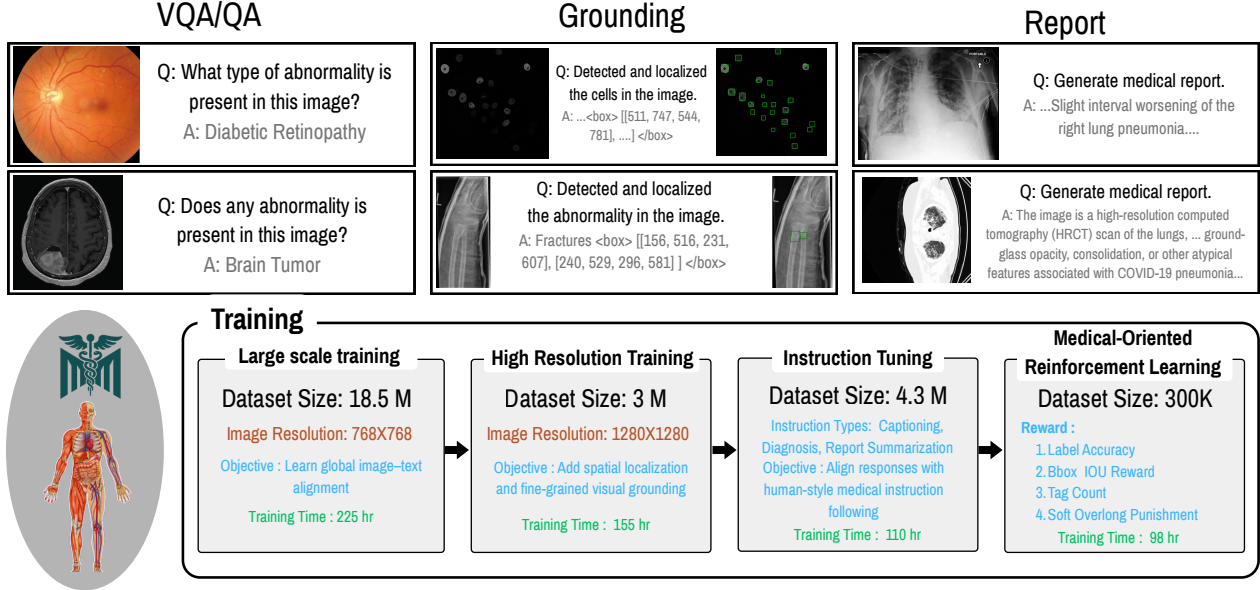 VQA/QA
Q: What type of abnormality is
present in this image?
A: Diabetic Retinopathy
Q: Does any abnormality is
present in this image?
A: Brain Tumor
Grounding
Q: Detected and localized
the cells in the image.
A: ...<box> [[511, 747, 544,
781], ....] </box>
Q: Detected and localized
the abnormality in the image.
A: Fractures <box> [[156, 516, 231,
607], [240, 529, 296, 581] ] </box>
L
L
Report
PORTABLE
Q: Generate medical report.
A: ...Slight interval worsening of the
right lung pneumonia....
Q: Generate medical report.
A: The image is a high-resolution computed
tomography (HRCT) scan of the lungs, ... ground-
glass opacity, consolidation, or other atypical
features associated with COVID-19 pneumonia...
Training
Large scale training
Dataset Size: 18.5 M
Image Resolution: 768X768
Objective : Learn global image–text
alignment
Training Time : 225 hr
High Resolution Training
Dataset Size: 3 M
Image Resolution: 1280X1280
Objective : Add spatial localization
and fine-grained visual grounding
Training Time : 155 hr
Instruction Tuning
Dataset Size: 4.3 M
Instruction Types: Captioning,
Diagnosis, Report Summarization
Objective : Align responses with
human-style medical instruction
following
Training Time : 110 hr
Medical-Oriented
Reinforcement Learning
Dataset Size: 300K
Reward :
1. Label Accuracy
2. Bbox IOU Reward
3. Tag Count
4. Soft Overlong Punishment
Training Time : 98 hr